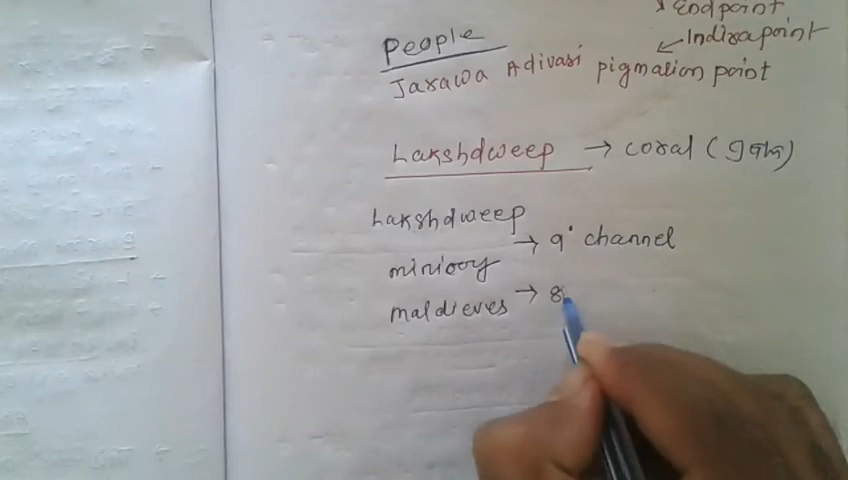 Endpoint
People
Indirapoint
Jarawa Adivasi pigmalion point
Lakshdweep → coral (
Lakshdweep
→ 9° channel
minicoy
maldieves → 8